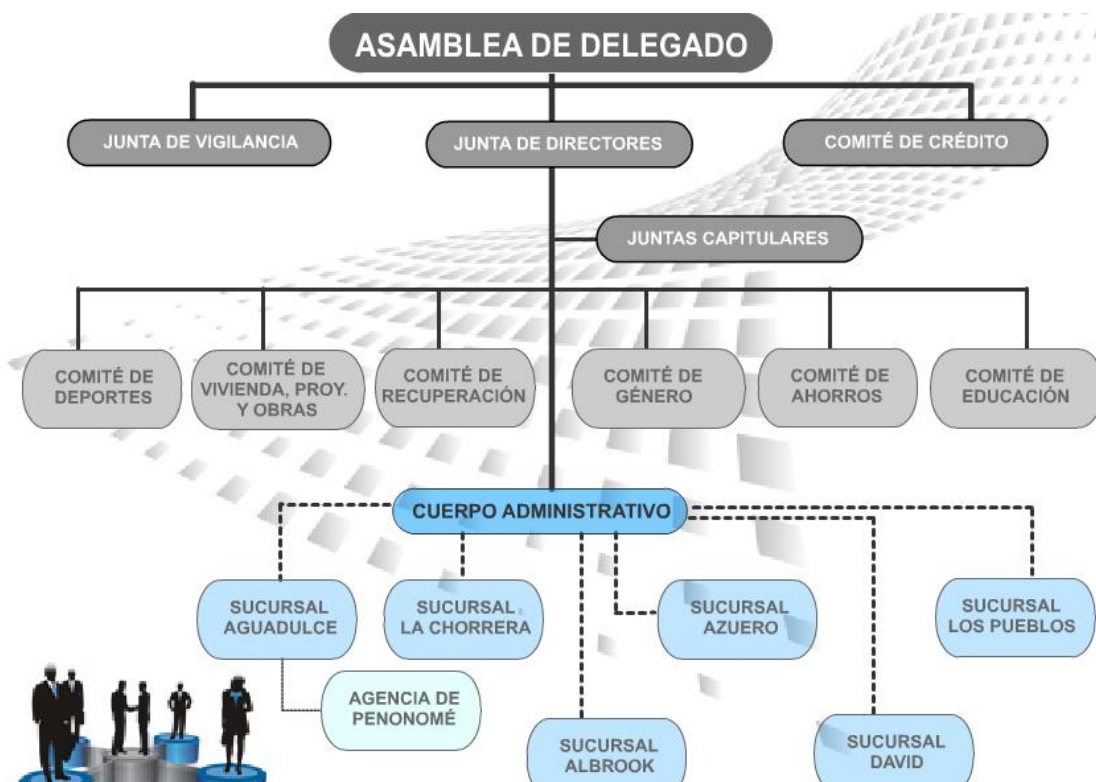 ASAMBLEA DE DELEGADO
JUNTA DE VIGILANCIA
JUNTA DE DIRECTORES
COMITÉ DE CRÉDITO
JUNTAS CAPITULARES
COMITÉ DE
DEPORTES
COMITÉ DE
VIVIENDA, PROY.
Y OBRAS
COMITÉ DE
RECUPERACIÓN
COMITÉ DE
GÉNERO
COMITÉ DE
AHORROS
COMITÉ DE
EDUCACIÓN
CUERPO ADMINISTRATIVO
SUCURSAL
AGUADULCE
SUCURSAL
LA CHORRERA
SUCURSAL
AZUERO
SUCURSAL
LOS PUEBLOS
AGENCIA DE
PENONOMÉ
SUCURSAL
ALBROOK
SUCURSAL
DAVID